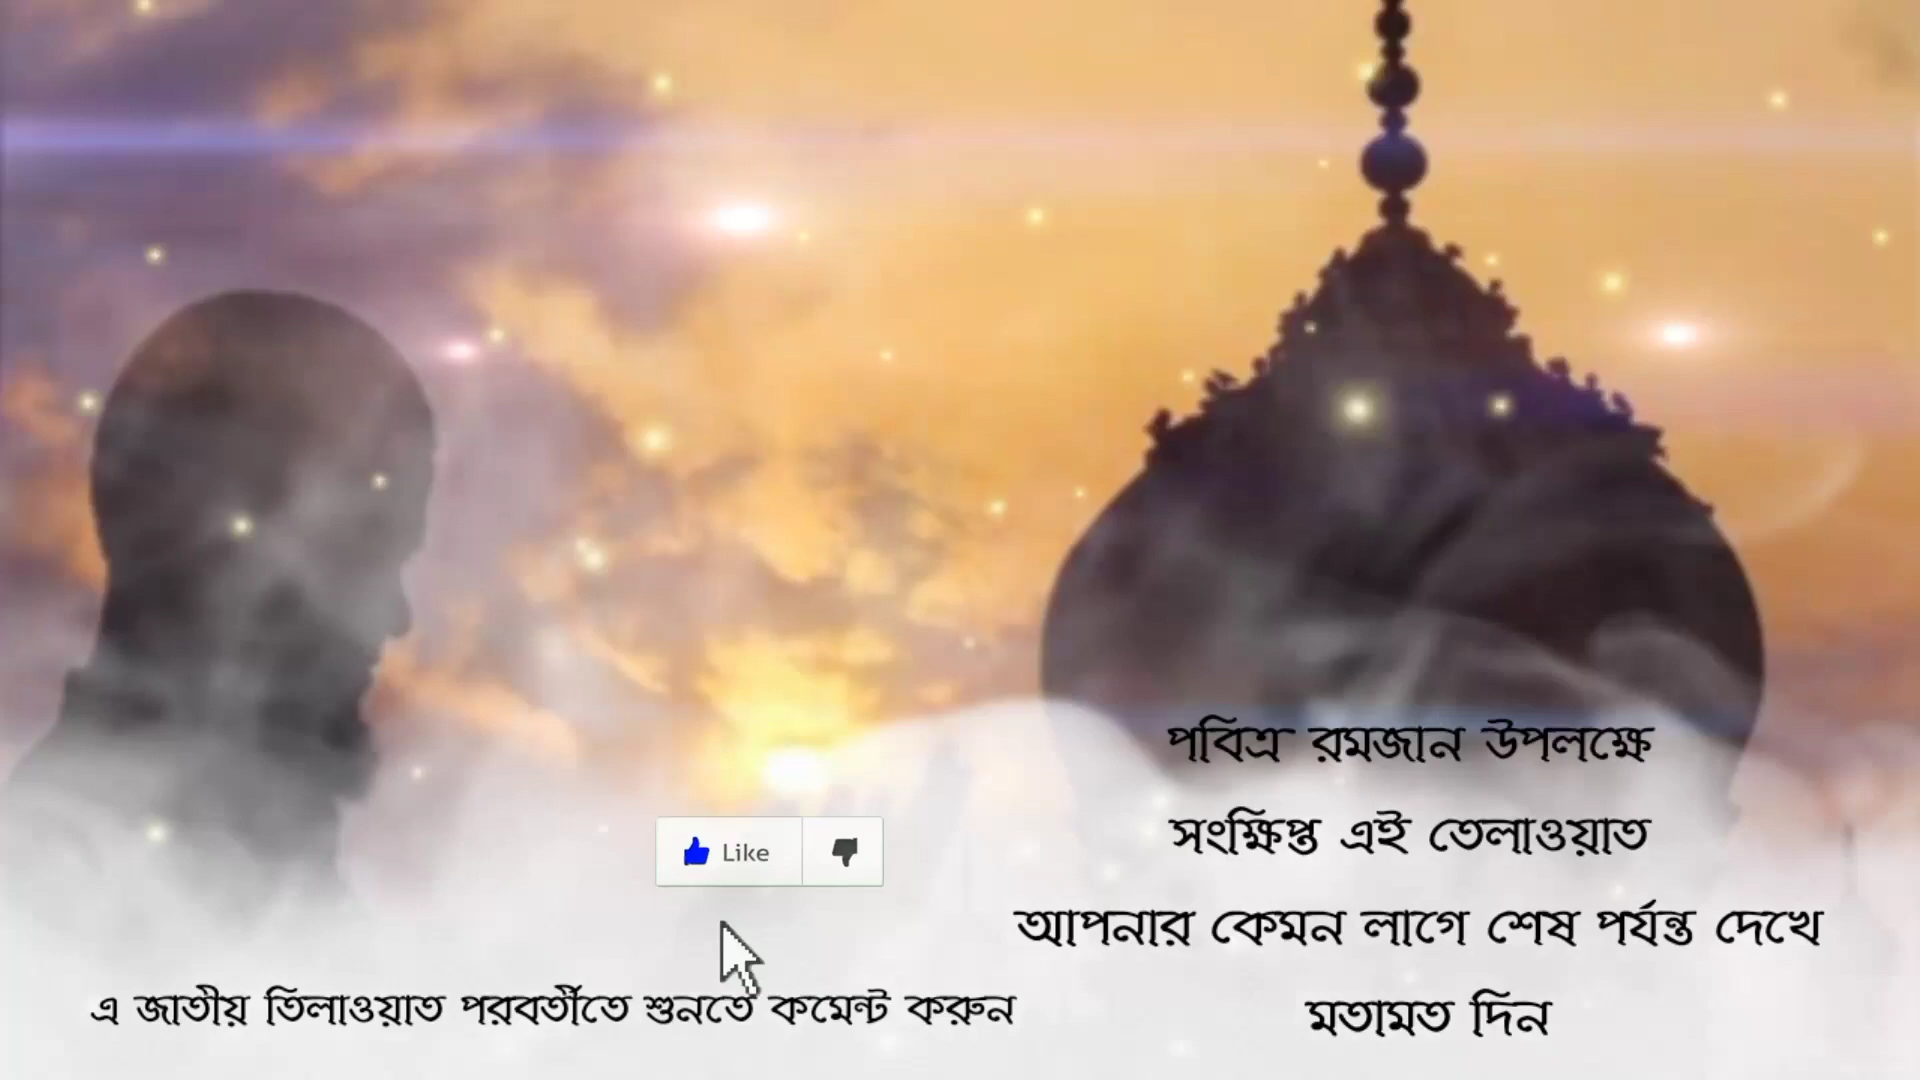 পবিত্র রমজান উপলক্ষে
সংক্ষিপ্ত এই তেলাওয়াত
আপনার কেমন লাগে শেষ পর্যন্ত দেখে
মতামত দিন
Like
এ জাতীয় তিলাওয়াত পরবর্তীতে শুনতে কমেন্ট করুন